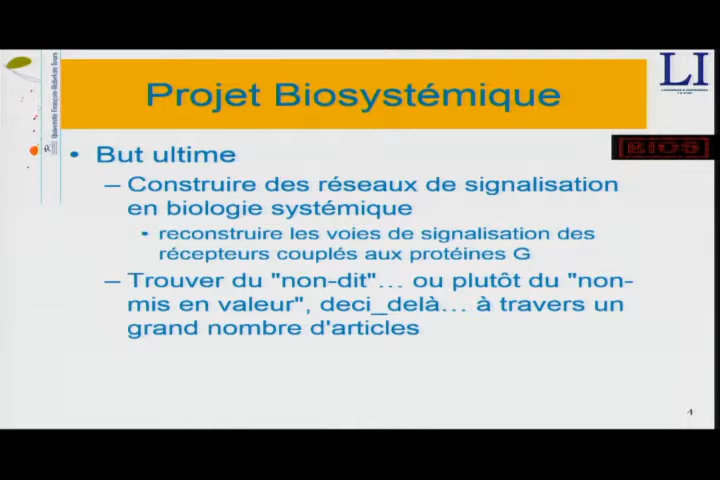 Projet Biosystémique
LI
BIOS
• But ultime
– Construire des réseaux de signalisation
en biologie systémique
• reconstruire les voies de signalisation des
récepteurs couplés aux protéines G
– Trouver du "non-dit"... ou plutôt du "non-
mis en valeur", deci_delà... à travers un
grand nombre d'articles
4